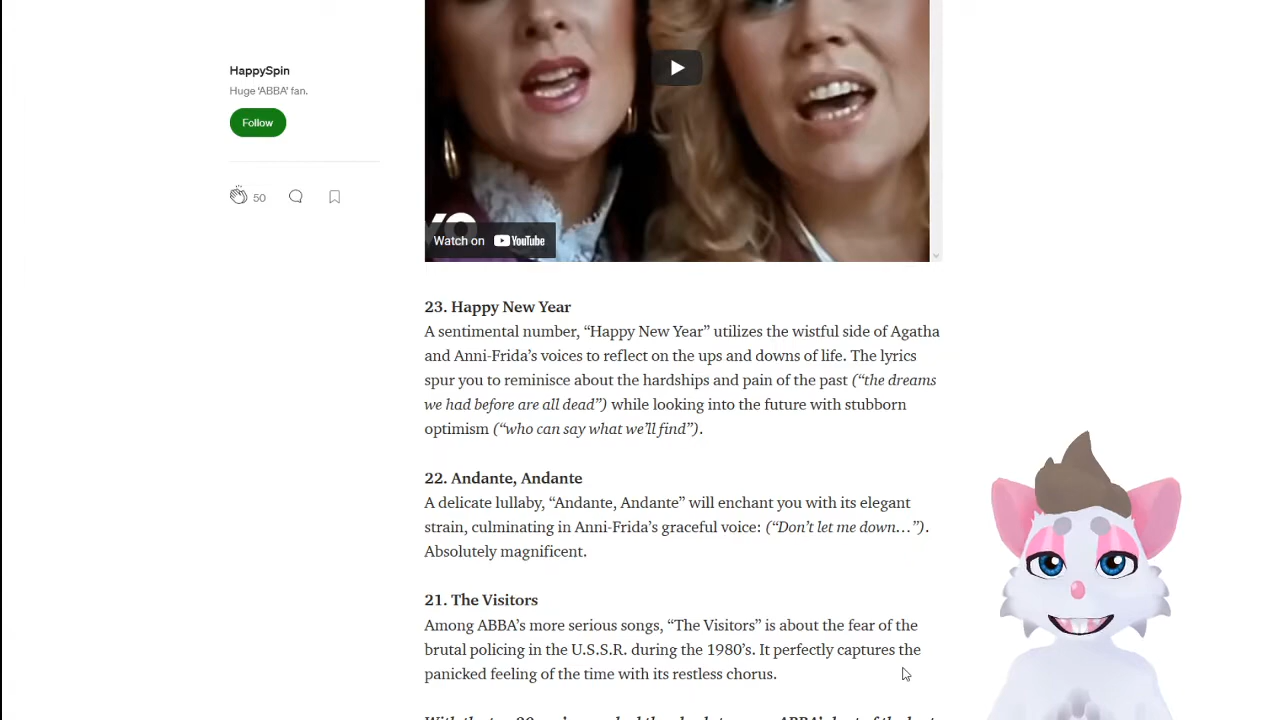 HappySpin
Huge ‘ABBA’ fan.
Follow
50
Watch on YouTube
23. Happy New Year
A sentimental number, “Happy New Year” utilizes the wistful side of Agatha
and Anni-Frida’s voices to reflect on the ups and downs of life. The lyrics
spur you to reminisce about the hardships and pain of the past (“the dreams
we had before are all dead”) while looking into the future with stubborn
optimism (“who can say what we’ll find”).
22. Andante, Andante
A delicate lullaby, “Andante, Andante” will enchant you with its elegant
strain, culminating in Anni-Frida’s graceful voice: (“Don’t let me down…”).
Absolutely magnificent.
21. The Visitors
Among ABBA’s more serious songs, “The Visitors” is about the fear of the
brutal policing in the U.S.S.R. during the 1980’s. It perfectly captures the
panicked feeling of the time with its restless chorus.